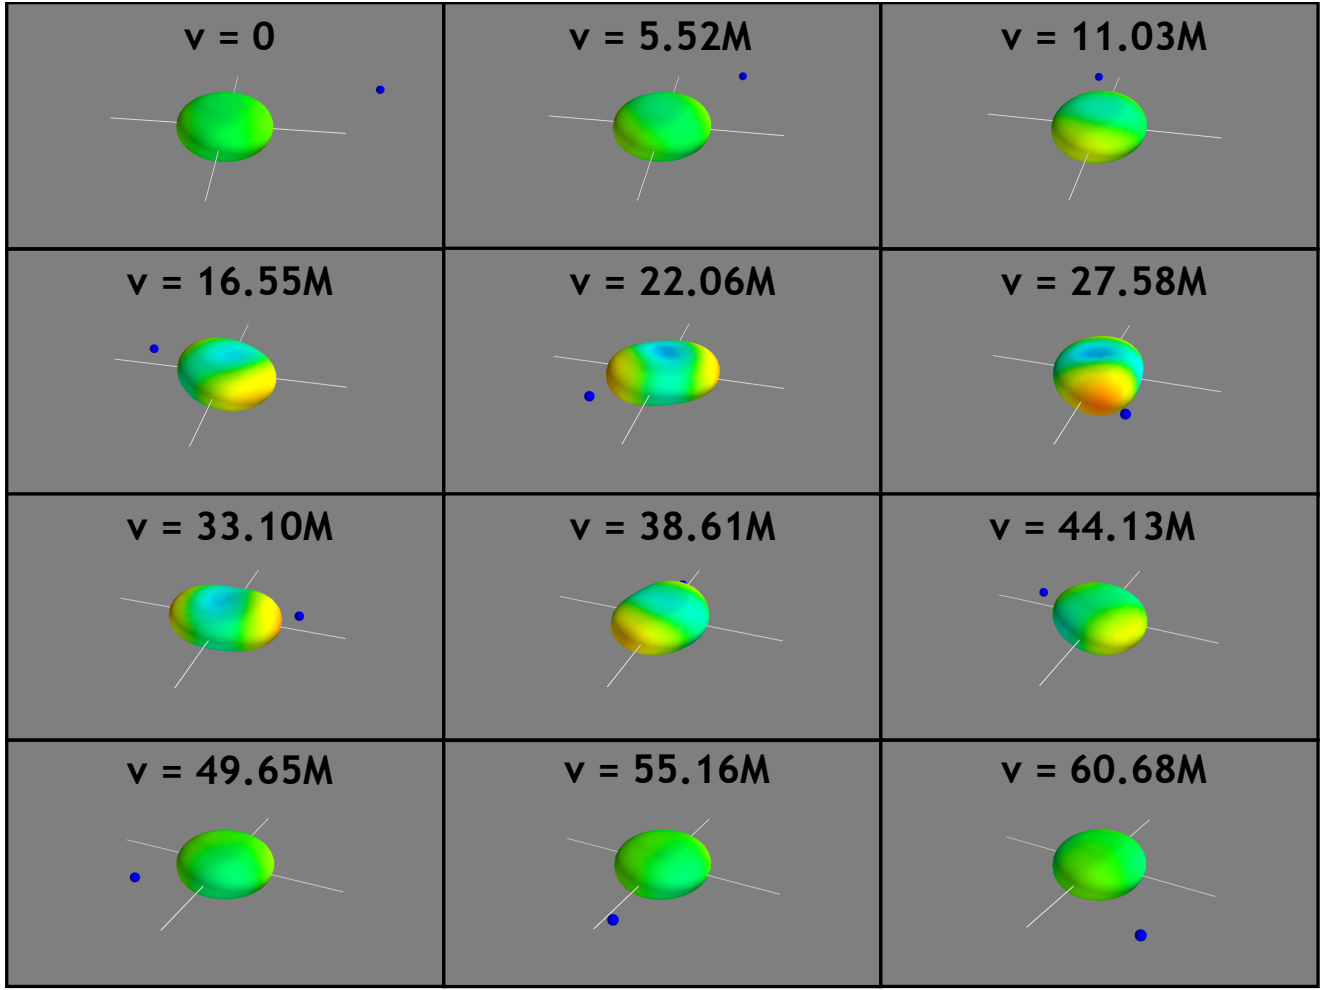 v = 0
v = 5.52M
v = 11.03M
v = 16.55M
v = 22.06M
v = 27.58M
v = 33.10M
v = 38.61M
v = 44.13M
v = 49.65M
v = 55.16M
v = 60.68M